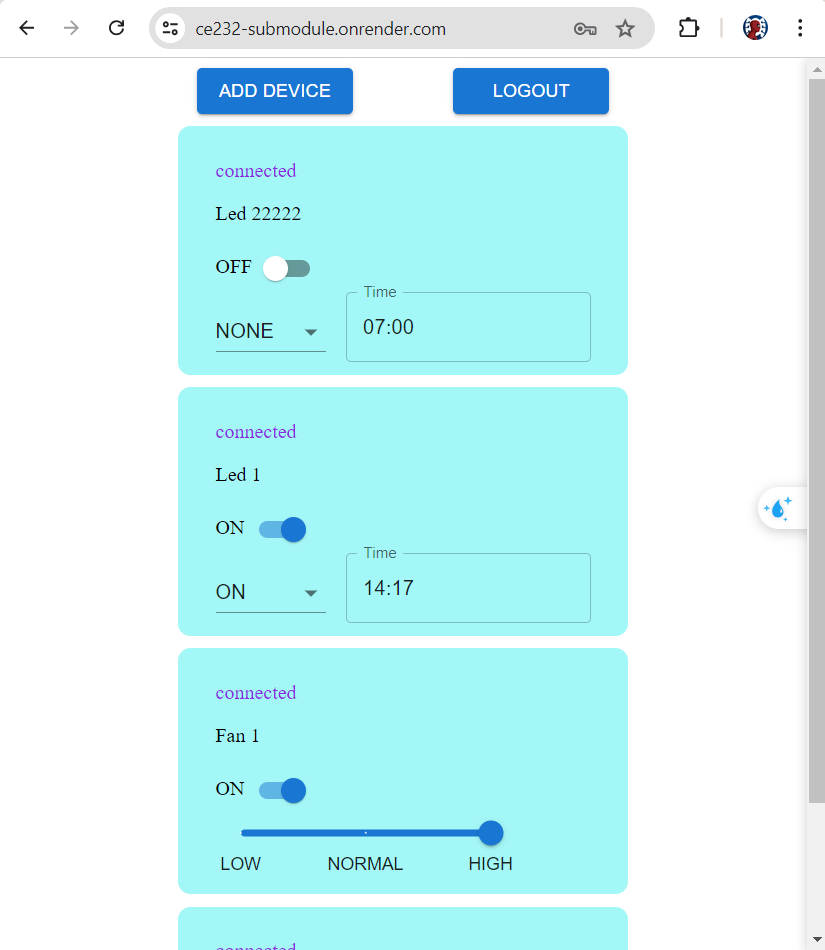 ce232-submodule.onrender.com
ADD DEVICE
LOGOUT
connected
Led 22222
OFF
Time
NONE
07:00
connected
Led 1
ON
Time
ON
14:17
connected
Fan 1
ON
LOW NORMAL HIGH
connected